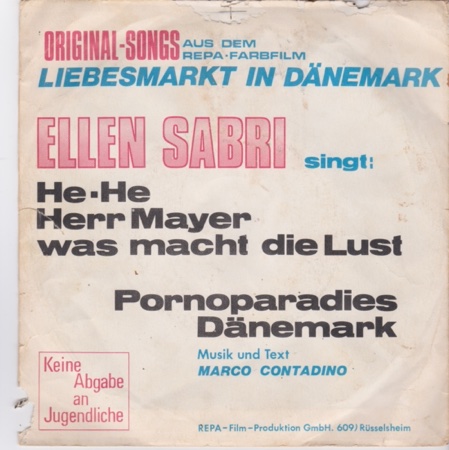 ORIGINAL-SONGS AUS DEM
REPA-FARBFILM
LIEBESMARKT IN DÄNEMARK
ELLEN SABRI singt:
He-He
Herr Mayer
was macht die Lust
Pornoparadies
Dänemark
Musik und Text
MARCO CONTADINO
Keine
Abgabe
an
Jugendliche
REPA-Film-Produktion GmbH. 609) Rüsselsheim